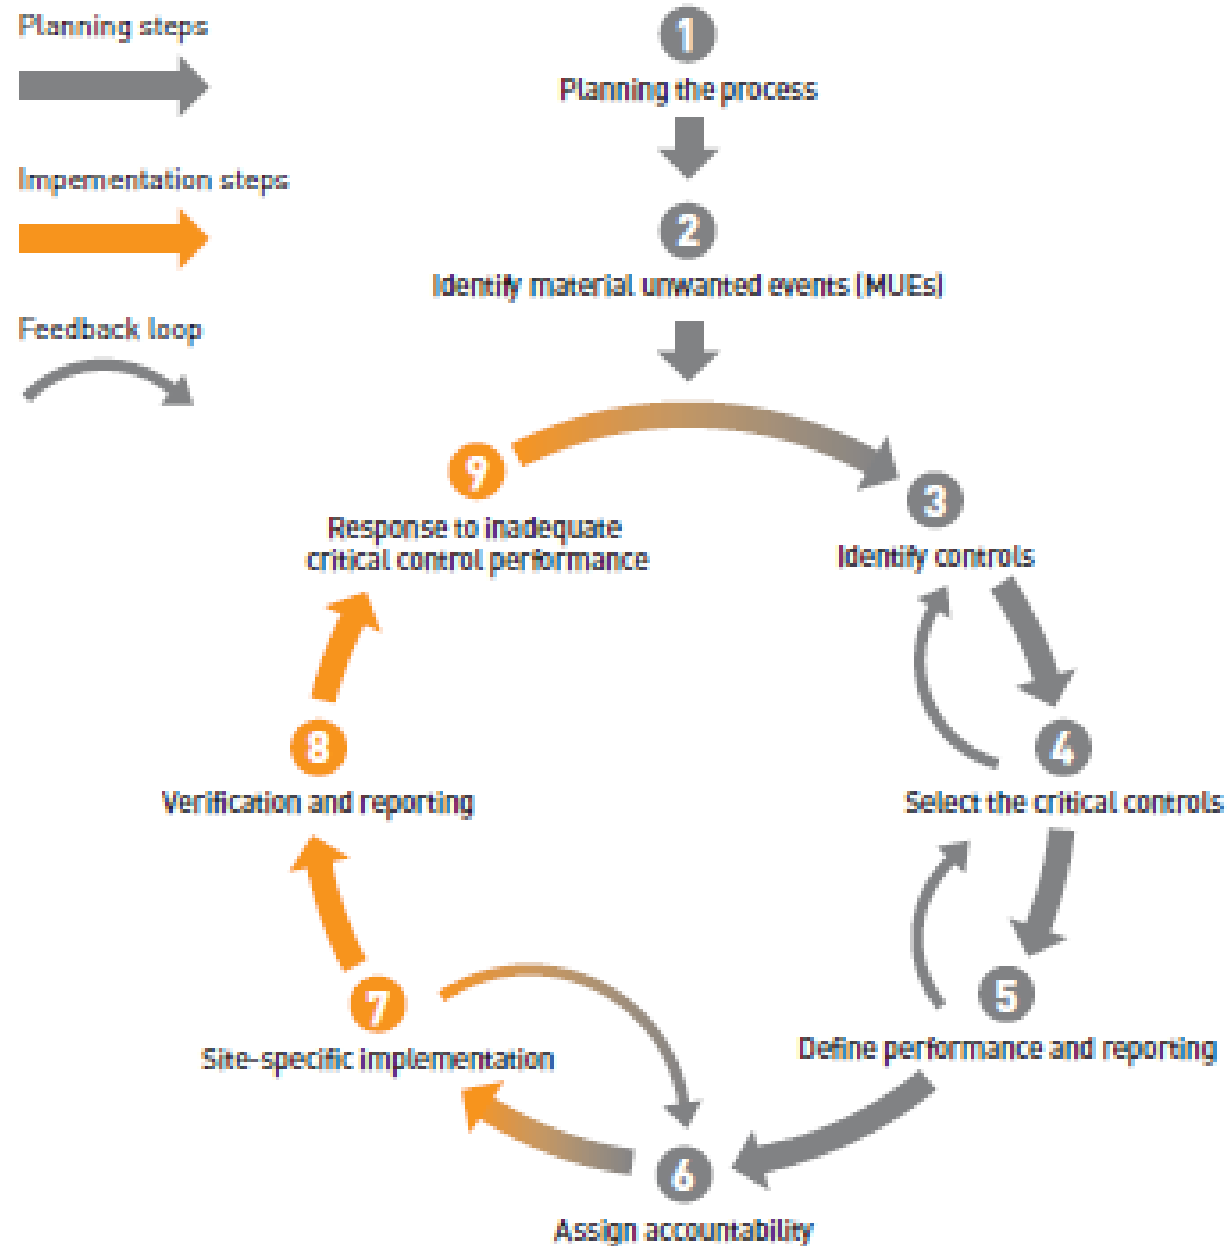 Planning steps
Impementation steps
Feedback loop
1
Planning the process
2
Identify material unwanted events (MUEs)
3
Identify controls
4
Select the critical controls
5
Define performance and reporting
6
Assign accountability
7
Site-specific implementation
8
Verification and reporting
9
Response to inadequate
critical control performance